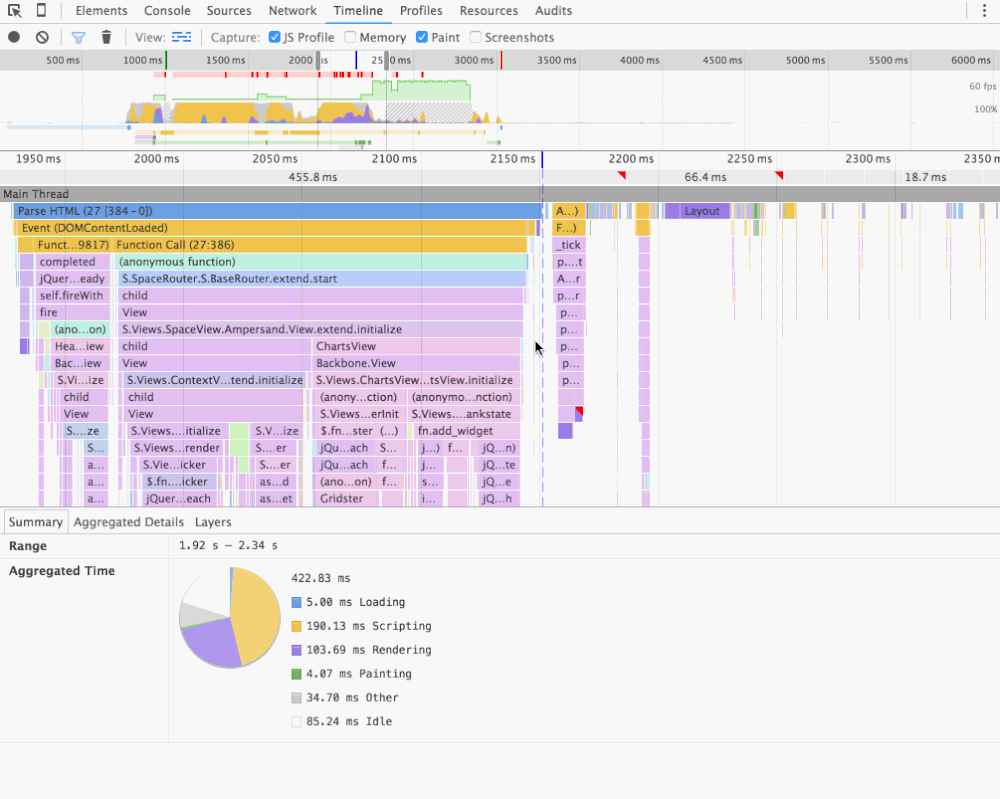 Elements Console Sources Network Timeline Profiles Resources Audits
View: Capture: JS Profile Memory Paint Screenshots
500 ms 1000 ms 1500 ms 2000 25 0 ms 3000 ms 3500 ms 4000 ms 4500 ms 5000 ms 5500 ms 6000 ms
60 fps
100%
1950 ms 2000 ms 2050 ms 2100 ms 2150 ms 2200 ms 2250 ms 2300 ms 2350 m
455.8 ms 66.4 ms 18.7 ms
Main Thread
Parse HTML (27 [384 – 0]) A...) Layout
Event (DOMContentLoaded) F...)
Funct...9817) Function Call (27:386) _tick
completed (anonymous function) p....t
jQuer...eady S.SpaceRouter.S.BaseRouter.extend.start A...r
self.fireWith child p...r
fire View p...
(ano...on) S.Views.SpaceView.Ampersand.View.extend.initialize p...
Hea...iew child ChartsView p...
Bac...iew View Backbone.View p...
S.Vi...ize S.Views.ContextV...tend.initialize S.Views.ChartsView...tsView.initialize p...
child child (anony...ction) (anonymo...nction)
View View S.Views...erInit S.Views....ankstate
S....ze S.Views....itialize S.V...ize $.fn...ster (...) fn.add_widget
S... S.Views...render S....er jQu...ach S... j...) f... jQ...n)
a... S.Vie...icker S....er jQu...ach f... j... jQ...te
a... $.fn...icker as...d (ano...on) f... s... jQ...e
a... jQuer...each as...et Gridster i... jQ...h
Summary Aggregated Details Layers
Range 1.92 s – 2.34 s
Aggregated Time
422.83 ms
5.00 ms Loading
190.13 ms Scripting
103.69 ms Rendering
4.07 ms Painting
34.70 ms Other
85.24 ms Idle